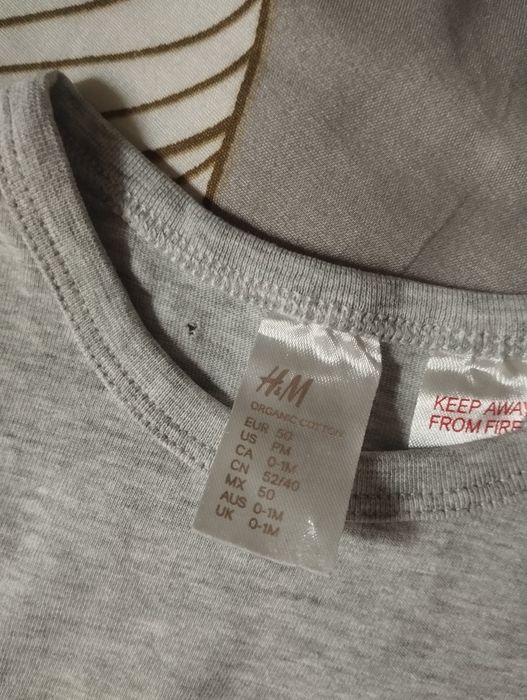 H&M
ORGANIC COTTON
EUR 50
US PM
CA 0-1M
CN 52/40
MX 50
AUS 0-1M
UK 0-1M
KEEP AWAY
FROM FIRE